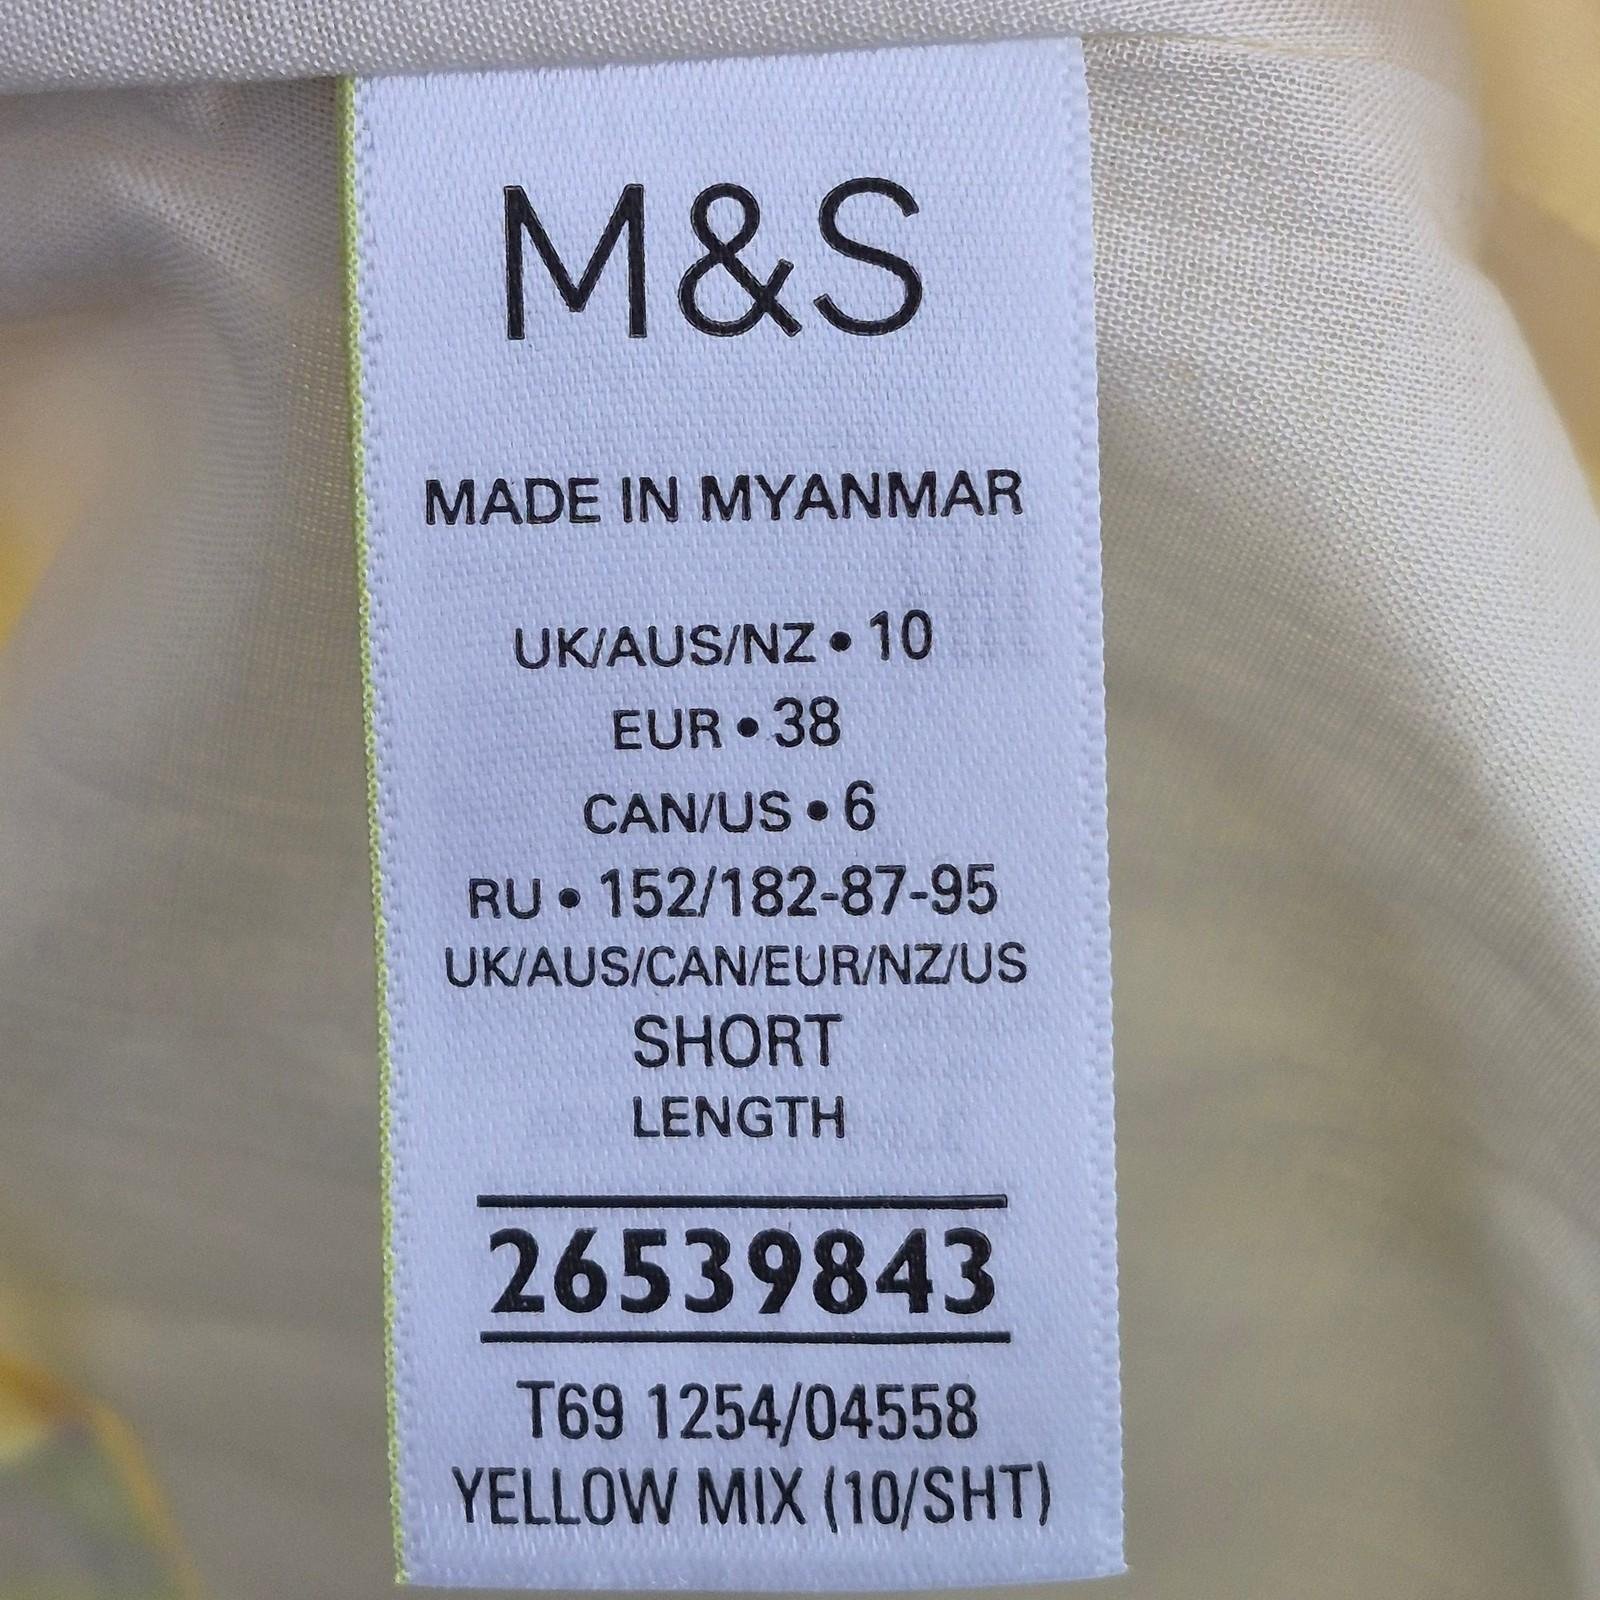 M&S
MADE IN MYANMAR
UK/AUS/NZ • 10
EUR • 38
CAN/US • 6
RU • 152/182-87-95
UK/AUS/CAN/EUR/NZ/US
SHORT
LENGTH
26539843
T69 1254/04558
YELLOW MIX (10/SHT)